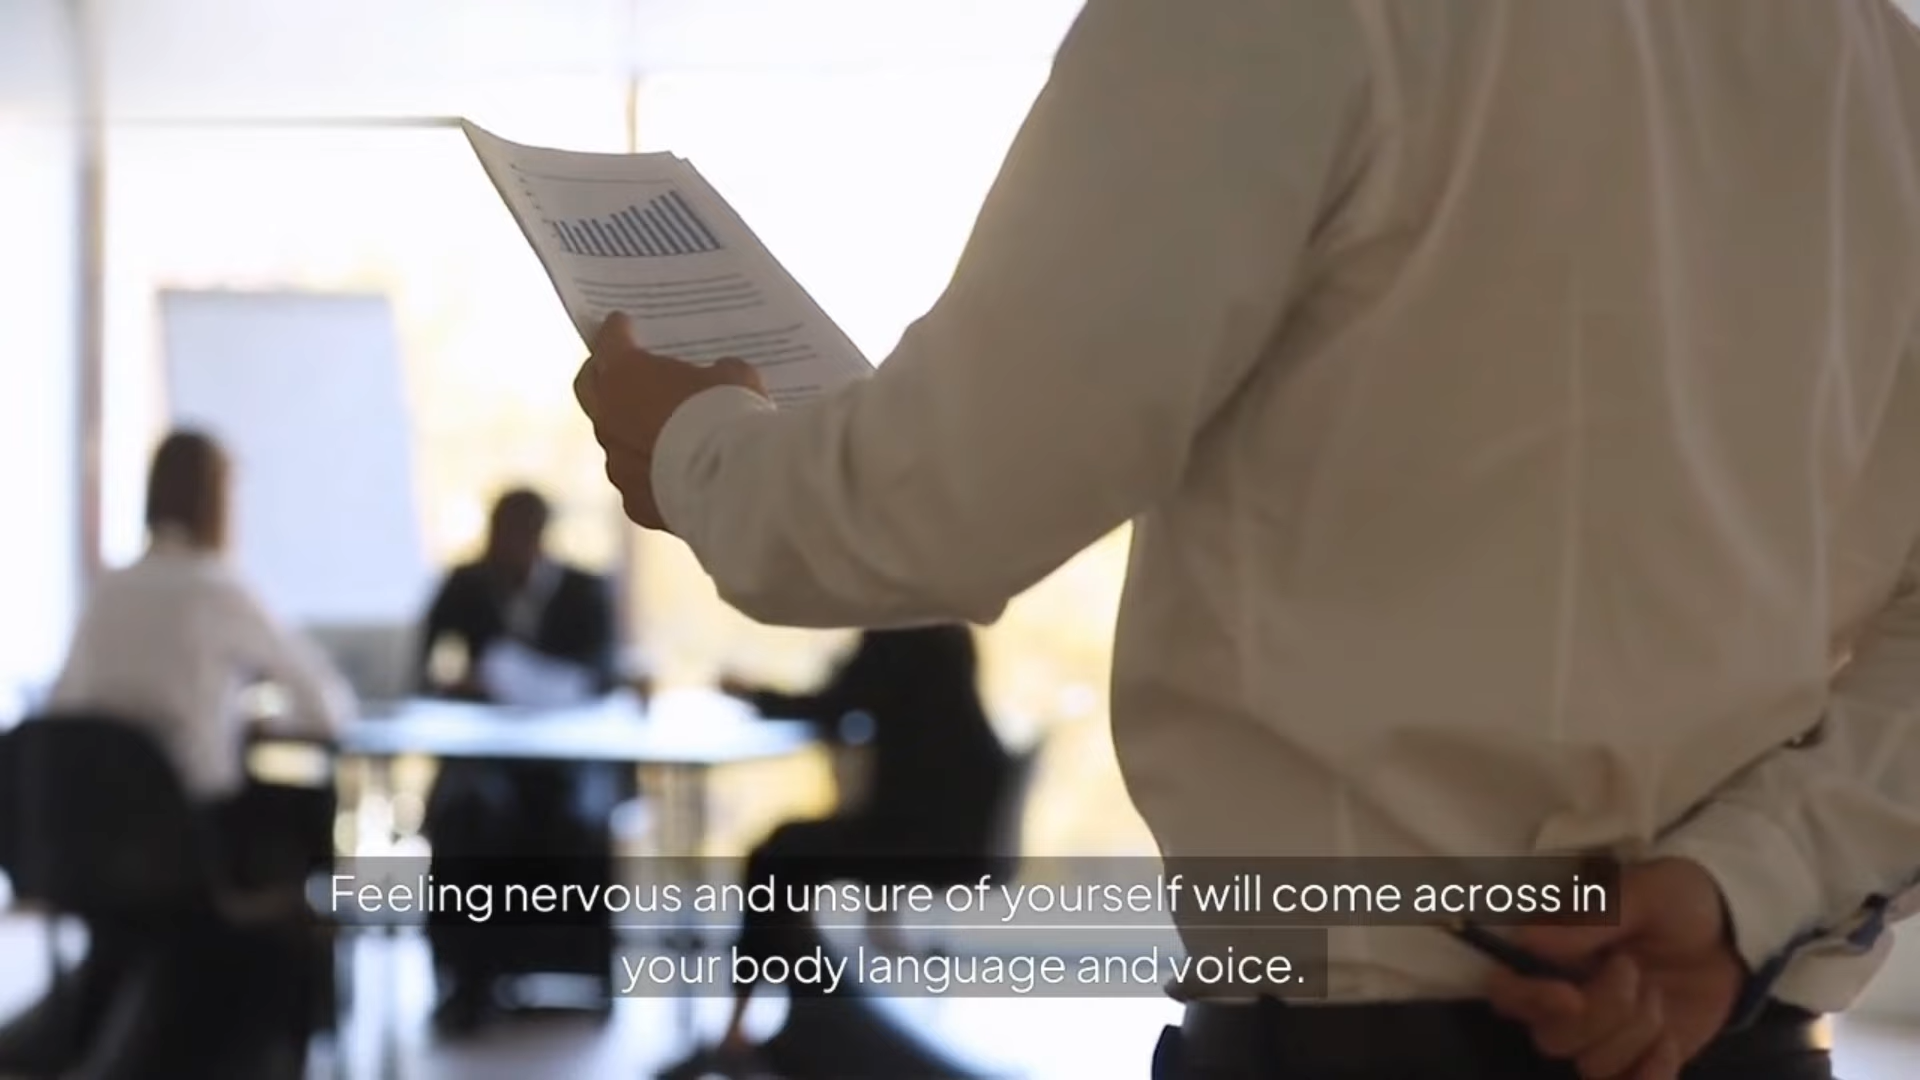 Feeling nervous and unsure of yourself will come across in
your body language and voice.